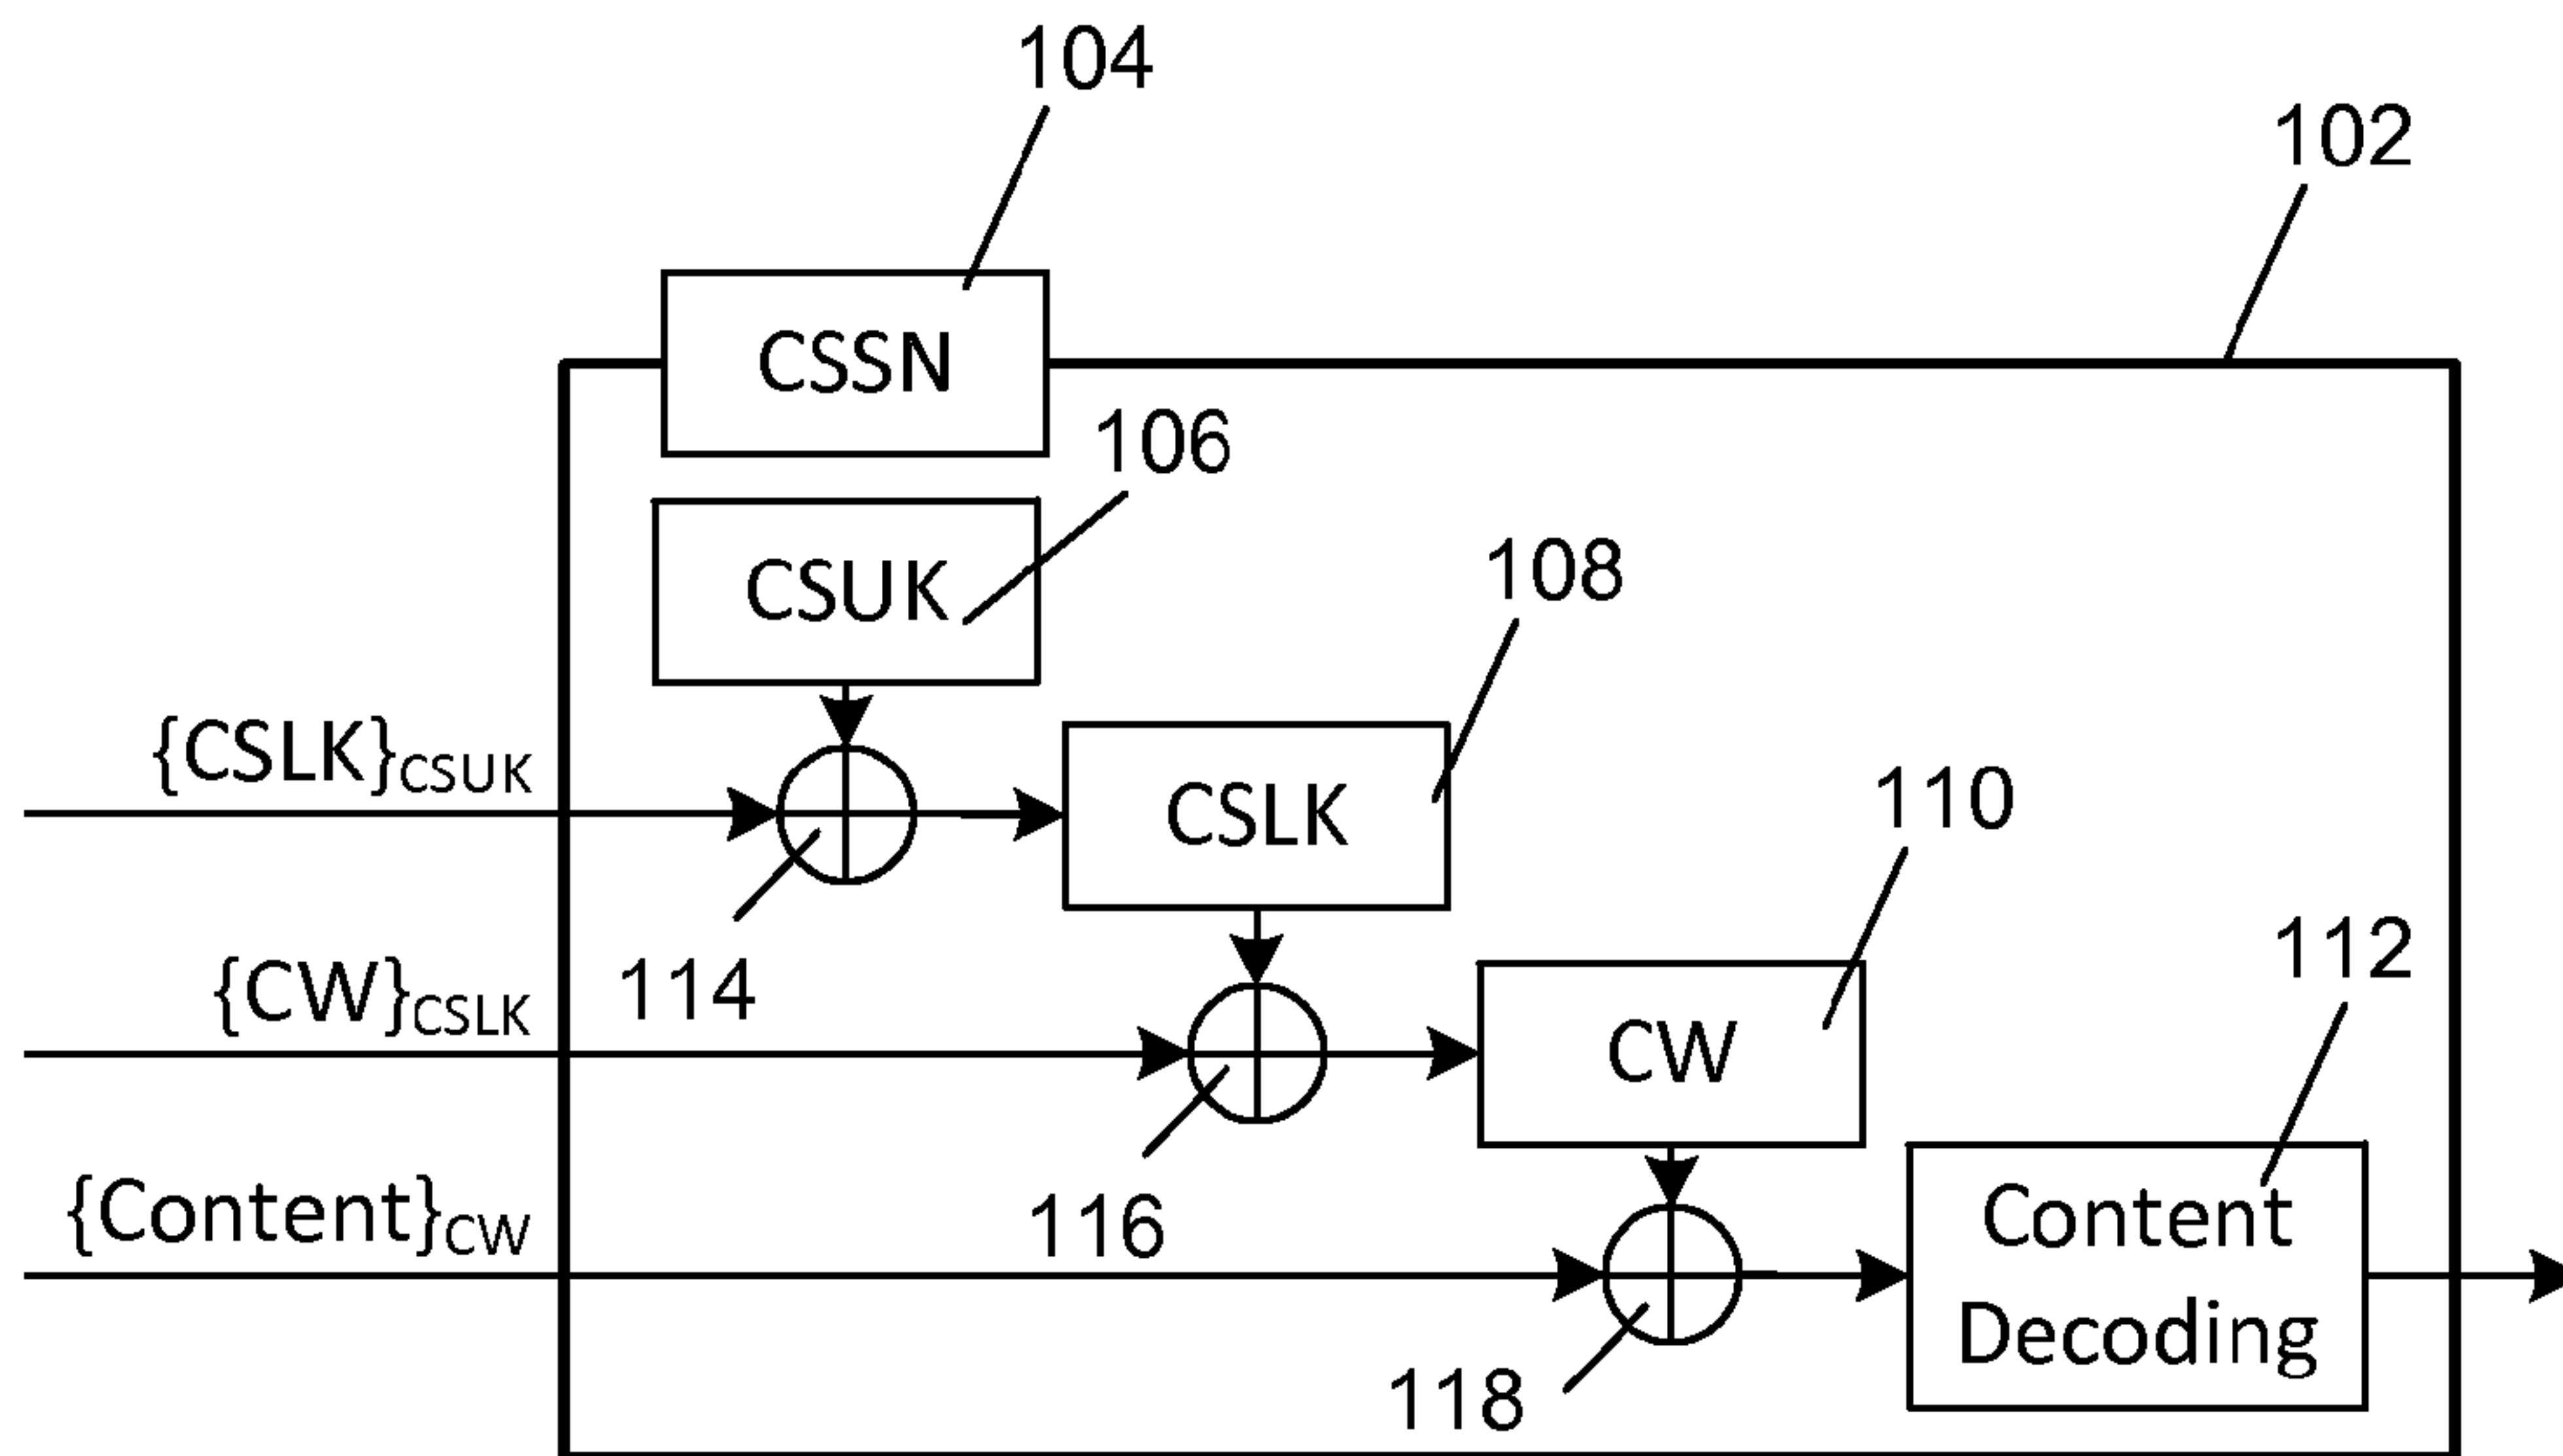 104
102
CSSN
106
CSUK
108
{CSLK}CSUK
CSLK
110
114
112
{CW}CSLK
CW
116
{Content}CW
Content
Decoding
118